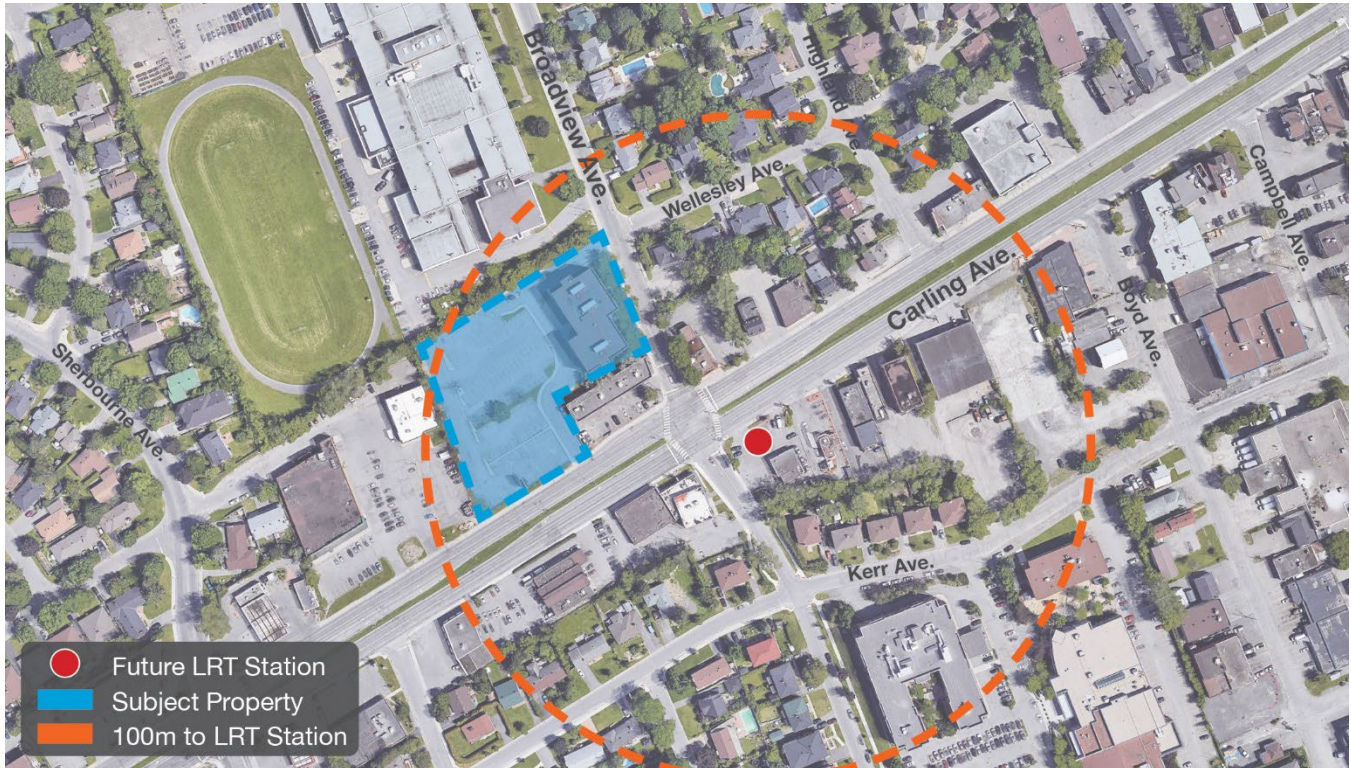 Broadview Ave.
Highland Ave.
Wellesley Ave.
Campbell Ave.
Carling Ave.
Boyd Ave.
Sherbourne Ave.
Kerr Ave.
Future LRT Station
Subject Property
100m to LRT Station